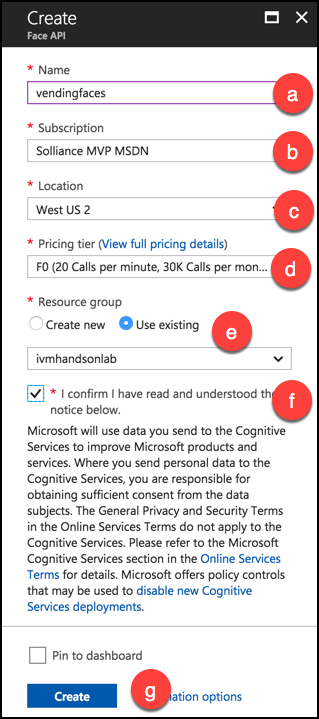 Create
Face API
* Name
vendingfaces
a
* Subscription
Solliance MVP MSDN
b
* Location
West US 2
c
* Pricing tier (View full pricing details)
F0 (20 Calls per minute, 30K Calls per mon...
d
* Resource group
Create new Use existing
e
ivmhandsonlab
* I confirm I have read and understood the
f
notice below.
Microsoft will use data you send to the Cognitive
Services to improve Microsoft products and
services. Where you send personal data to the
Cognitive Services, you are responsible for
obtaining sufficient consent from the data
subjects. The General Privacy and Security Terms
in the Online Services Terms do not apply to the
Cognitive Services. Please refer to the Microsoft
Cognitive Services section in the Online Services
Terms for details. Microsoft offers policy controls
that may be used to disable new Cognitive
Services deployments.
Pin to dashboard
g
Create options